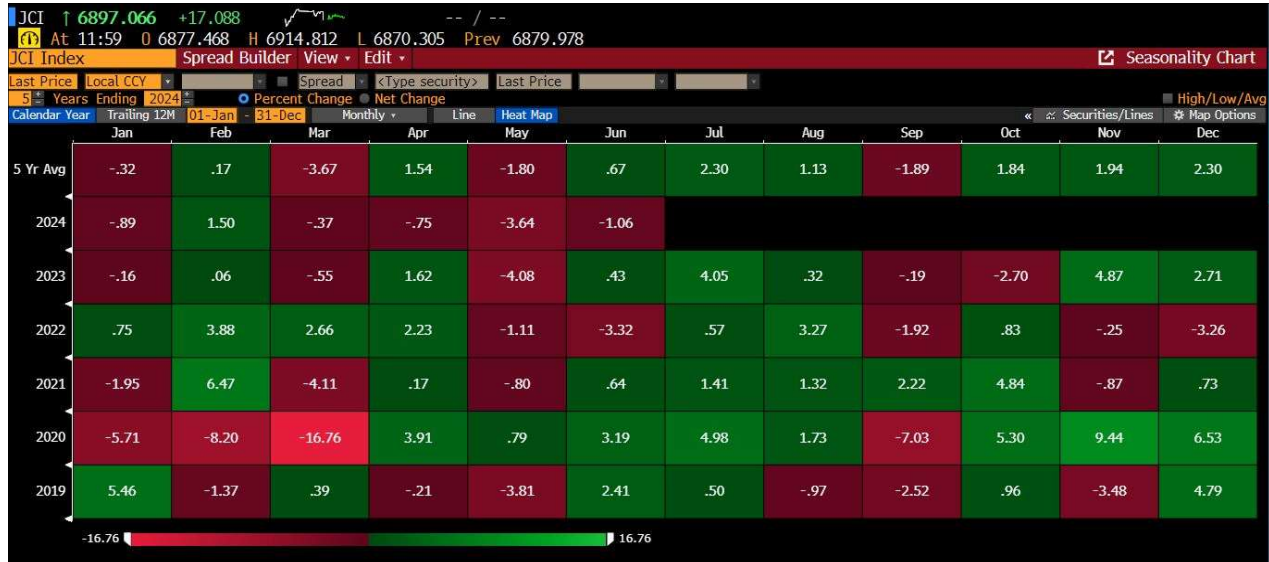 JCI ↑ 6897.066 +17.088 -- / --
At 11:59 O 6877.468 H 6914.812 L 6870.305 Prev 6879.978
JCI Index Spread Builder View Edit Seasonality Chart
Last Price Local CCY Spread <Type security> Last Price
5 Years Ending 2024 Percent Change Net Change High/Low/Avg
Calendar Year Trailing 12M 01-Jan - 31-Dec Monthly Line Heat Map « Securities/Lines Map Options
Jan Feb Mar Apr May Jun Jul Aug Sep Oct Nov Dec
5 Yr Avg -.32 .17 -3.67 1.54 -1.80 .67 2.30 1.13 -1.89 1.84 1.94 2.30
2024 -.89 1.50 -.37 -.75 -3.64 -1.06
2023 -.16 .06 -.55 1.62 -4.08 .43 4.05 .32 -.19 -2.70 4.87 2.71
2022 .75 3.88 2.66 2.23 -1.11 -3.32 .57 3.27 -1.92 .83 -.25 -3.26
2021 -1.95 6.47 -4.11 .17 -.80 .64 1.41 1.32 2.22 4.84 -.87 .73
2020 -5.71 -8.20 -16.76 3.91 .79 3.19 4.98 1.73 -7.03 5.30 9.44 6.53
2019 5.46 -1.37 .39 -.21 -3.81 2.41 .50 -.97 -2.52 .96 -3.48 4.79
-16.76 16.76